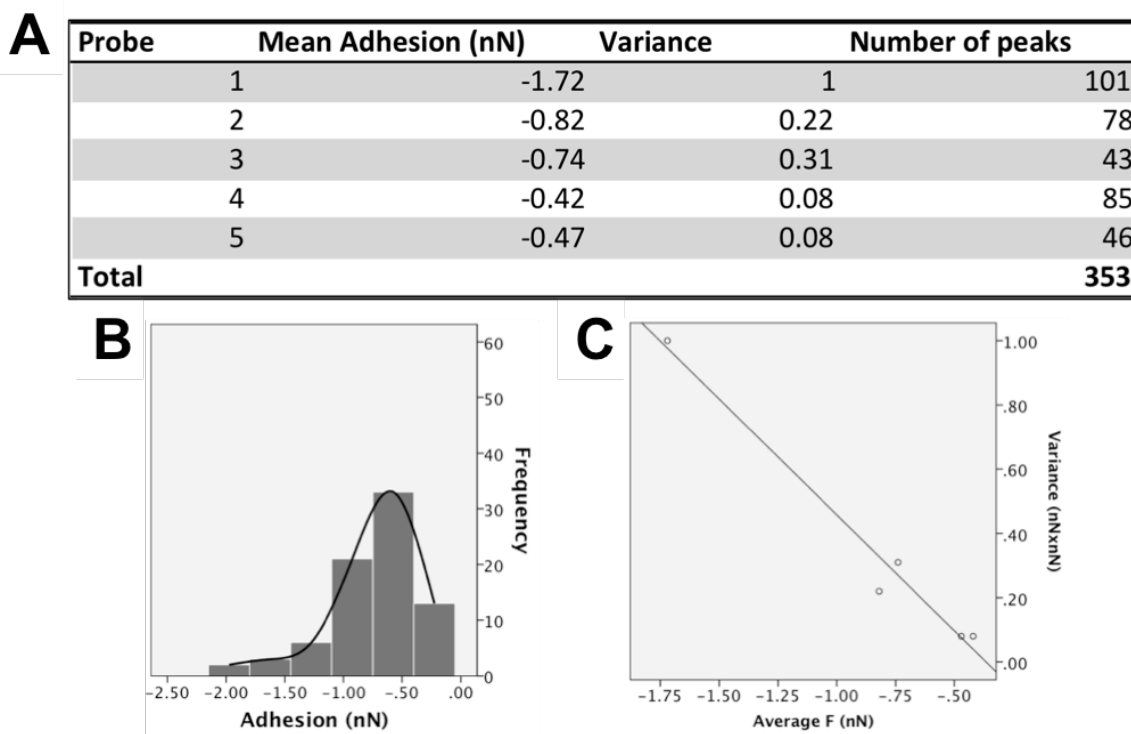 A
Probe Mean Adhesion (nN) Variance Number of peaks
1 -1.72 1 101
2 -0.82 0.22 78
3 -0.74 0.31 43
4 -0.42 0.08 85
5 -0.47 0.08 46
Total 353
B
60
50
40
30
20
10
0
Frequency
-2.50 -2.00 -1.50 -1.00 -.50 .00
Adhesion (nN)
C
1.00
.80
.60
.40
.20
.00
Variance (nNxnN)
-1.75 -1.50 -1.25 -1.00 -.75 -.50
Average F (nN)